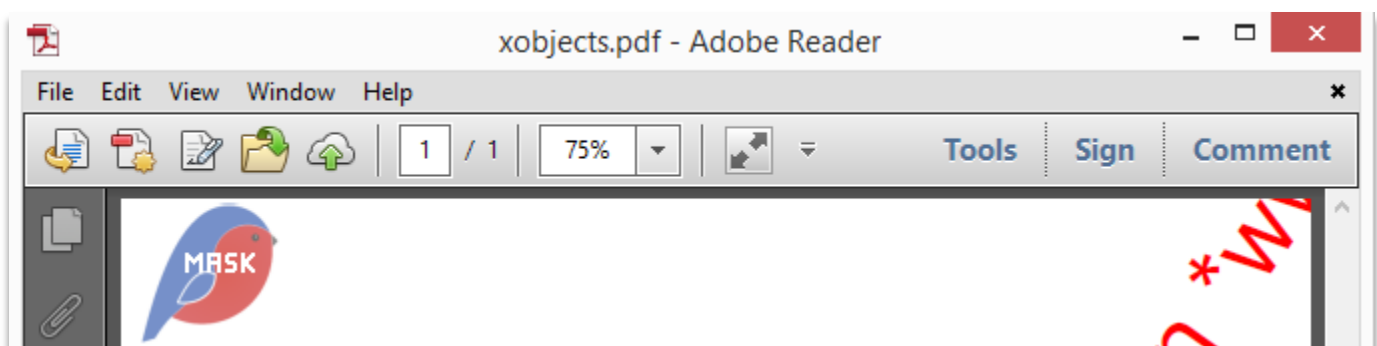 xobjects.pdf - Adobe Reader
File Edit View Window Help
1 / 1 75% Tools Sign Comment
MASK